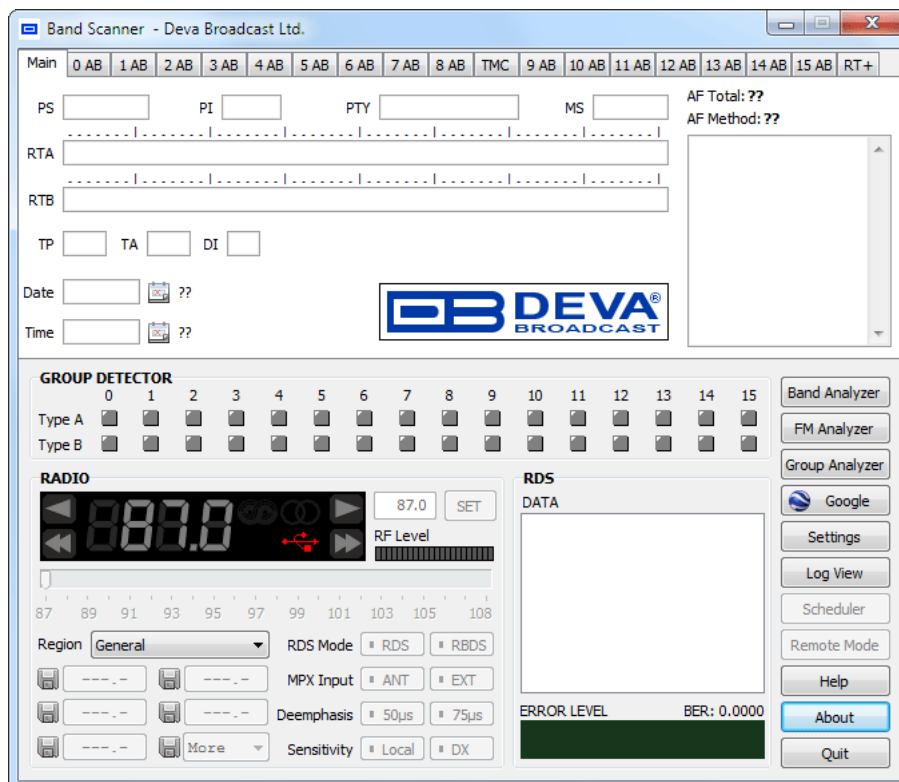 Band Scanner - Deva Broadcast Ltd.
Main 0 AB 1 AB 2 AB 3 AB 4 AB 5 AB 6 AB 7 AB 8 AB TMC 9 AB 10 AB 11 AB 12 AB 13 AB 14 AB 15 AB RT+
PS PI PTY MS
AF Total: ??
AF Method: ??
RTA
RTB
TP TA DI
Date ??
Time ??
DEVA®
BROADCAST
GROUP DETECTOR
0 1 2 3 4 5 6 7 8 9 10 11 12 13 14 15
Type A
Type B
Band Analyzer
FM Analyzer
Group Analyzer
Google
Settings
Log View
Scheduler
Remote Mode
Help
About
Quit
RADIO
87.0
87.0 SET
RF Level
87 89 91 93 95 97 99 101 103 105 108
Region General
RDS Mode RDS RBDS
---.- ---.- MPX Input ANT EXT
---.- ---.- Deemphasis 50µs 75µs
---.- More Sensitivity Local DX
RDS
DATA
ERROR LEVEL BER: 0.0000